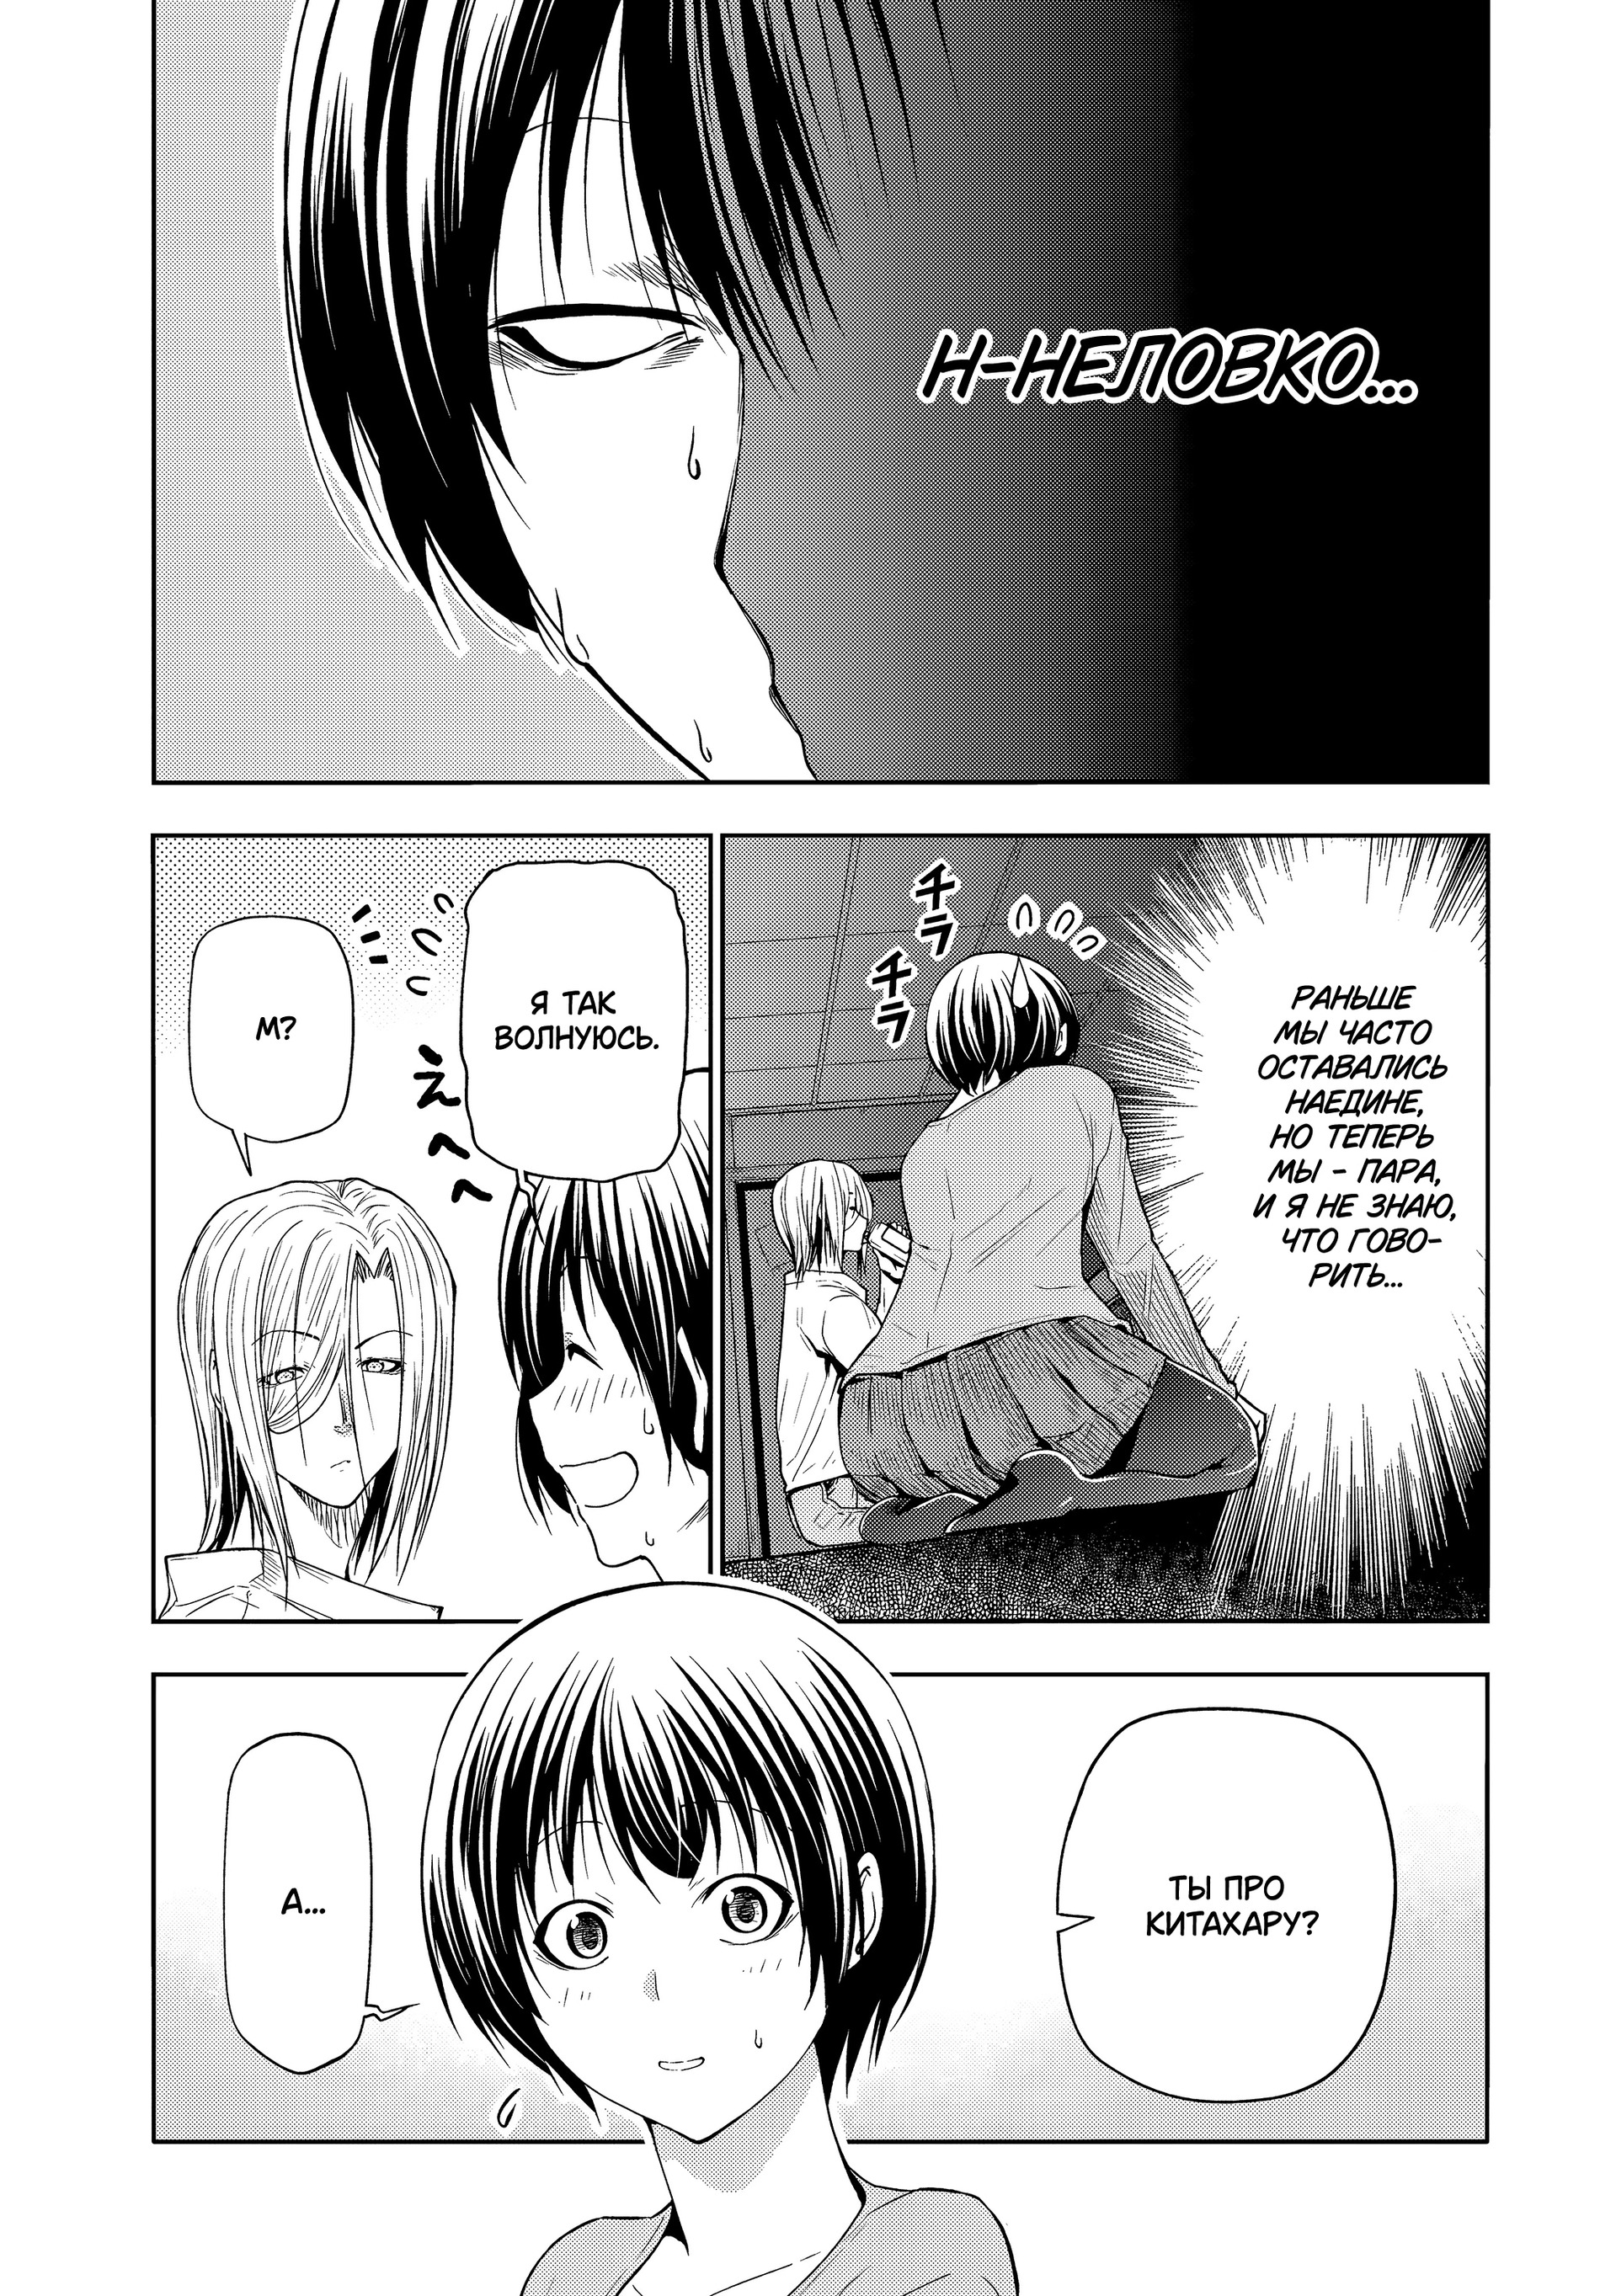 Н-НЕЛОВКО...
РАНЬШЕ
МЫ ЧАСТО
ОСТАВАЛИСЬ
НАЕДИНЕ,
НО ТЕПЕРЬ
МЫ - ПАРА,
И Я НЕ ЗНАЮ,
ЧТО ГОВО-
РИТЬ...
チラ
チラ
Я ТАК
ВОЛНУЮСЬ.
えへへ
М?
ТЫ ПРО
КИТАХАРУ?
А...